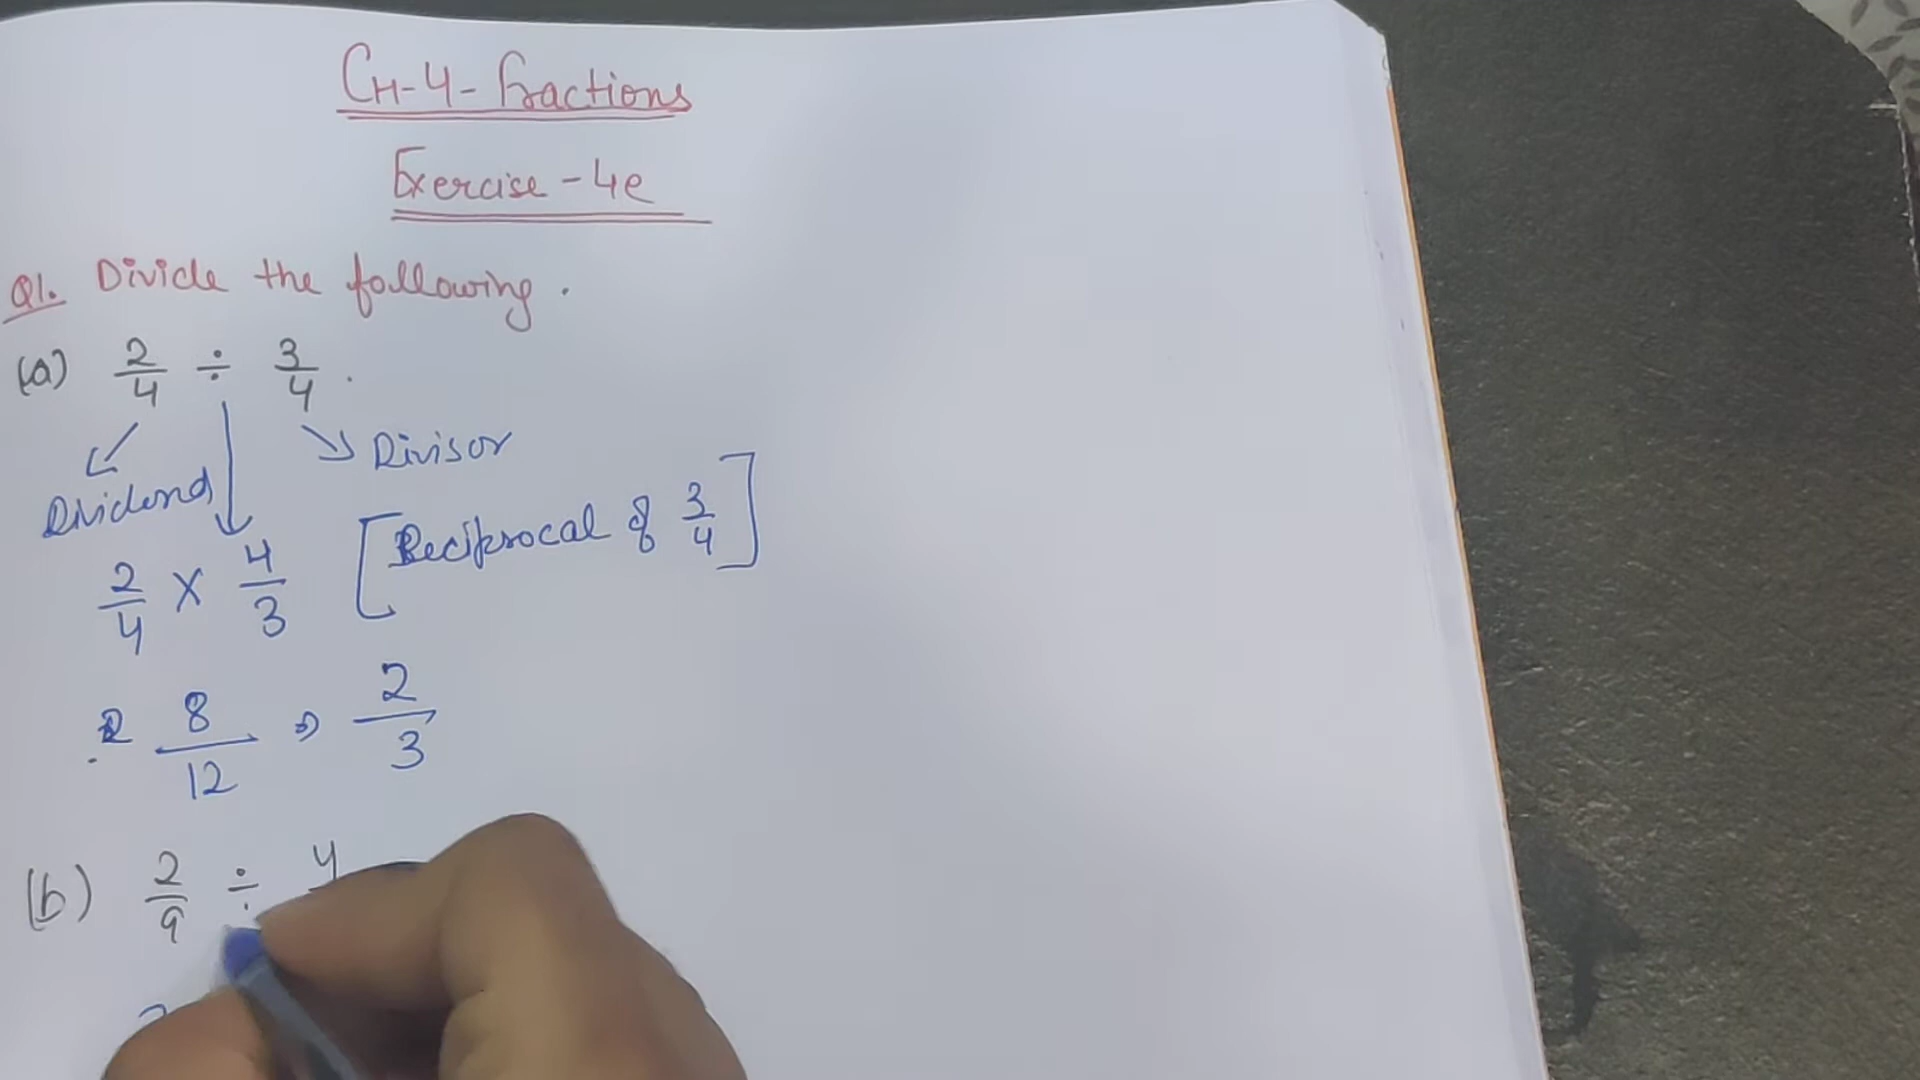 CH-4-Fractions
Exercise-4e
Q1. Divide the following.
(a) 2/4 ÷ 3/4.
Divisor
Dividend
2/4 × 4/3 [Reciprocal of 3/4]
8/12 ⇒ 2/3
(b) 2/9 ÷ 4